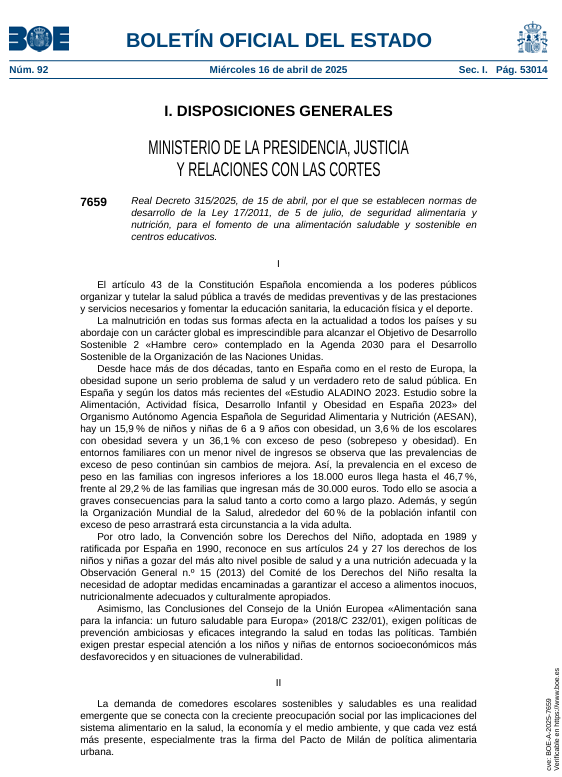 BOE
BOLETÍN OFICIAL DEL ESTADO
Núm. 92
Miércoles 16 de abril de 2025
Sec. I. Pág. 53014
I. DISPOSICIONES GENERALES
MINISTERIO DE LA PRESIDENCIA, JUSTICIA
Y RELACIONES CON LAS CORTES
7659
Real Decreto 315/2025, de 15 de abril, por el que se establecen normas de
desarrollo de la Ley 17/2011, de 5 de julio, de seguridad alimentaria y
nutrición, para el fomento de una alimentación saludable y sostenible en
centros educativos.
I
El artículo 43 de la Constitución Española encomienda a los poderes públicos
organizar y tutelar la salud pública a través de medidas preventivas y de las prestaciones
y servicios necesarios y fomentar la educación sanitaria, la educación física y el deporte.
La malnutrición en todas sus formas afecta en la actualidad a todos los países y su
abordaje con un carácter global es imprescindible para alcanzar el Objetivo de Desarrollo
Sostenible 2 «Hambre cero» contemplado en la Agenda 2030 para el Desarrollo
Sostenible de la Organización de las Naciones Unidas.
Desde hace más de dos décadas, tanto en España como en el resto de Europa, la
obesidad supone un serio problema de salud y un verdadero reto de salud pública. En
España y según los datos más recientes del «Estudio ALADINO 2023. Estudio sobre la
Alimentación, Actividad física, Desarrollo Infantil y Obesidad en España 2023» del
Organismo Autónomo Agencia Española de Seguridad Alimentaria y Nutrición (AESAN),
hay un 15,9 % de niños y niñas de 6 a 9 años con obesidad, un 3,6 % de los escolares
con obesidad severa y un 36,1 % con exceso de peso (sobrepeso y obesidad). En
entornos familiares con un menor nivel de ingresos se observa que las prevalencias de
exceso de peso continúan sin cambios de mejora. Así, la prevalencia en el exceso de
peso en las familias con ingresos inferiores a los 18.000 euros llega hasta el 46,7 %,
frente al 29,2 % de las familias que ingresan más de 30.000 euros. Todo ello se asocia a
graves consecuencias para la salud tanto a corto como a largo plazo. Además, y según
la Organización Mundial de la Salud, alrededor del 60 % de la población infantil con
exceso de peso arrastrará esta circunstancia a la vida adulta.
Por otro lado, la Convención sobre los Derechos del Niño, adoptada en 1989 y
ratificada por España en 1990, reconoce en sus artículos 24 y 27 los derechos de los
niños y niñas a gozar del más alto nivel posible de salud y a una nutrición adecuada y la
Observación General n.º 15 (2013) del Comité de los Derechos del Niño resalta la
necesidad de adoptar medidas encaminadas a garantizar el acceso a alimentos inocuos,
nutricionalmente adecuados y culturalmente apropiados.
Asimismo, las Conclusiones del Consejo de la Unión Europea «Alimentación sana
para la infancia: un futuro saludable para Europa» (2018/C 232/01), exigen políticas de
prevención ambiciosas y eficaces integrando la salud en todas las políticas. También
exigen prestar especial atención a los niños y niñas de entornos socioeconómicos más
desfavorecidos y en situaciones de vulnerabilidad.
II
La demanda de comedores escolares sostenibles y saludables es una realidad
emergente que se conecta con la creciente preocupación social por las implicaciones del
sistema alimentario en la salud, la economía y el medio ambiente, y que cada vez está
más presente, especialmente tras la firma del Pacto de Milán de política alimentaria
urbana.
cve: BOE-A-2025-7659
Verificable en https://www.boe.es